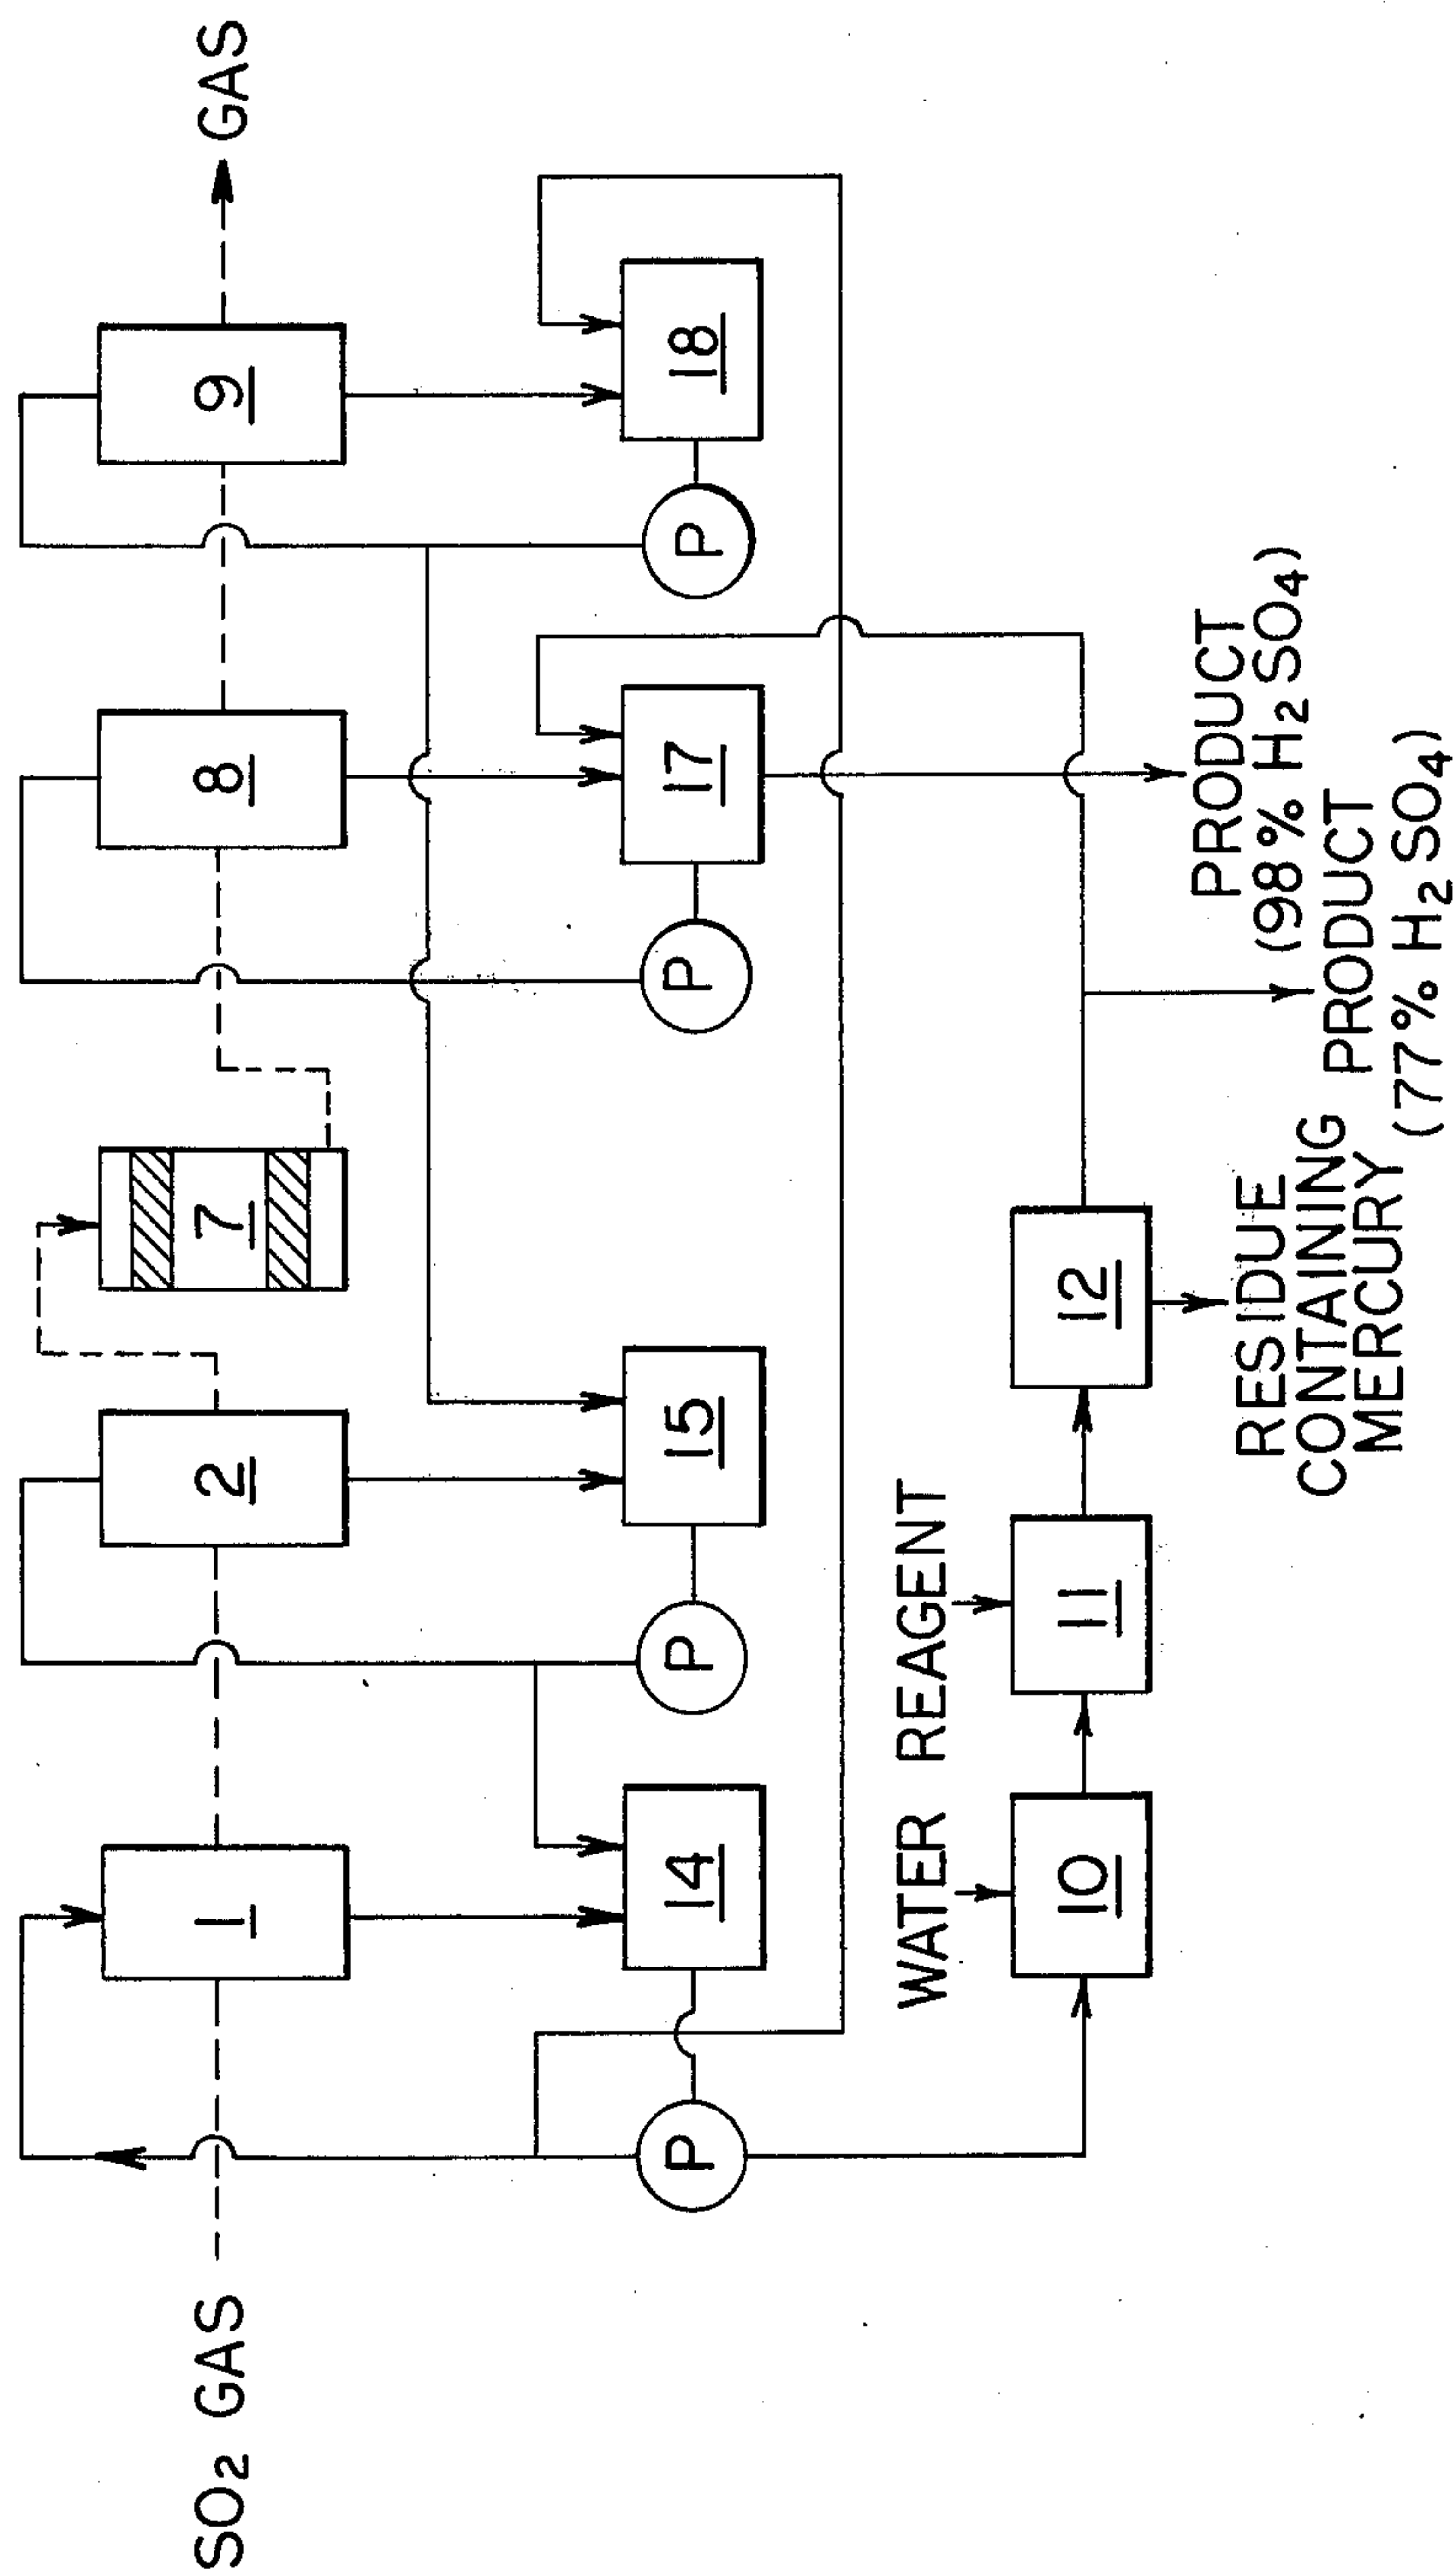 SO2 GAS
GAS
1
2
7
8
9
14
P
15
P
17
P
18
P
WATER
REAGENT
10
11
12
RESIDUE
CONTAINING
MERCURY
PRODUCT
(98% H2SO4)
PRODUCT
(77% H2SO4)